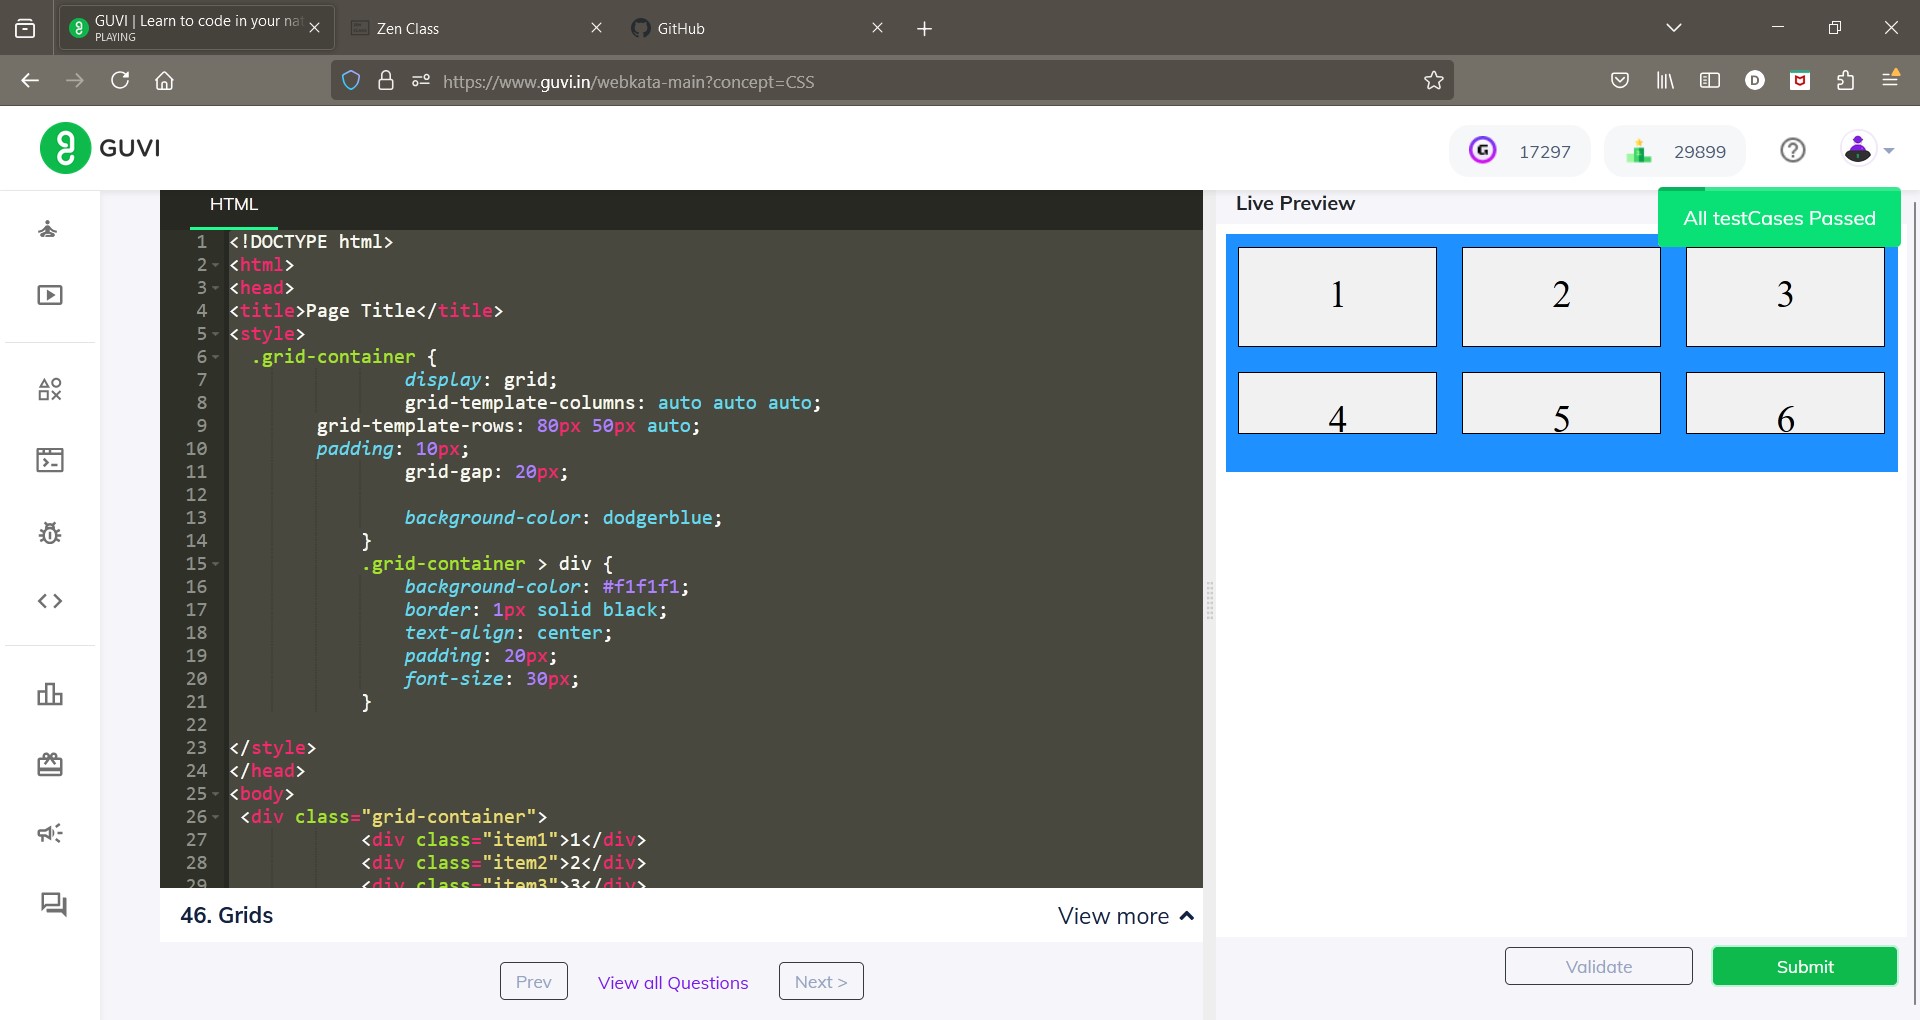 GUVI | Learn to code in your nat
PLAYING
Zen Class
GitHub
https://www.guvi.in/webkata-main?concept=CSS
D
GUVI
G
17297
29899
HTML
1 <!DOCTYPE html>
2 <html>
3 <head>
4 <title>Page Title</title>
5 <style>
6 .grid-container {
7 display: grid;
8 grid-template-columns: auto auto auto;
9 grid-template-rows: 80px 50px auto;
10 padding: 10px;
11 grid-gap: 20px;
12
13 background-color: dodgerblue;
14 }
15 .grid-container > div {
16 background-color: #f1f1f1;
17 border: 1px solid black;
18 text-align: center;
19 padding: 20px;
20 font-size: 30px;
21 }
22
23 </style>
24 </head>
25 <body>
26 <div class="grid-container">
27 <div class="item1">1</div>
28 <div class="item2">2</div>
29 <div class="item3">3</div>
46. Grids
View more
Prev
View all Questions
Next >
Live Preview
All testCases Passed
1
2
3
4
5
6
Validate
Submit